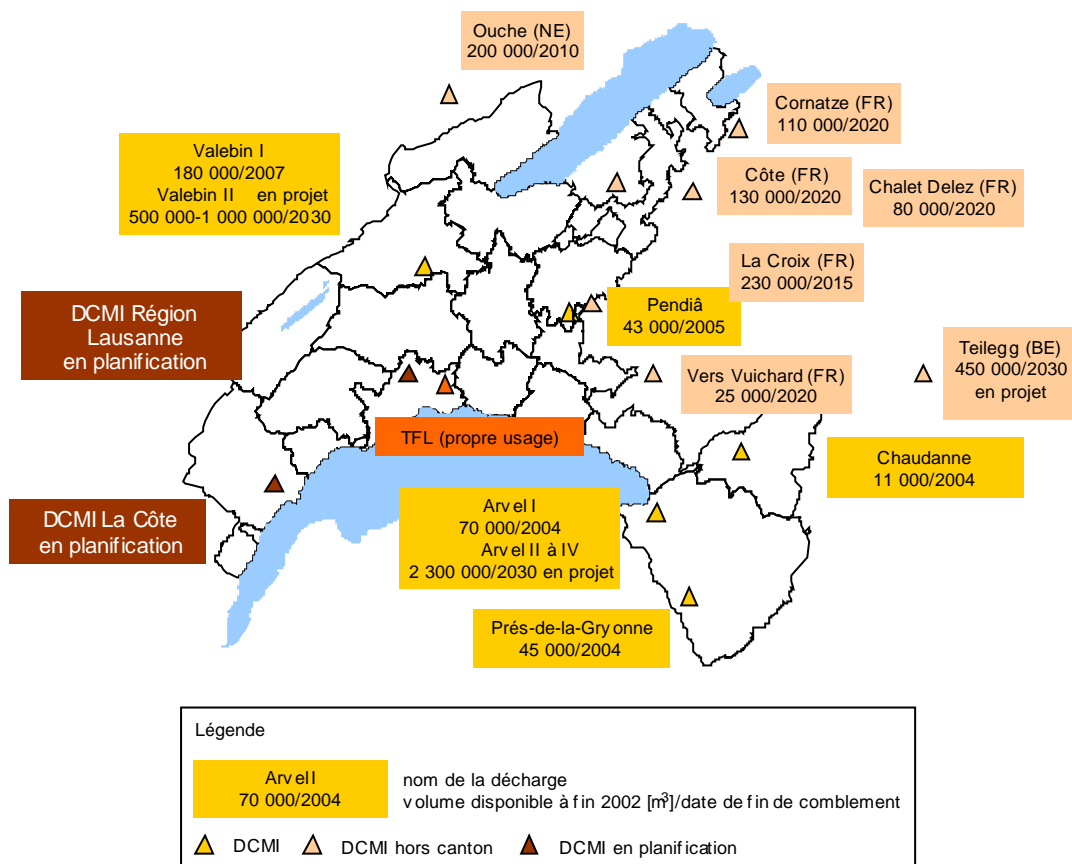 Ouche (NE)
200 000/2010
Cornatze (FR)
110 000/2020
Valebin I
180 000/2007
Valebin II en projet
500 000-1 000 000/2030
Côte (FR)
130 000/2020
Chalet Delez (FR)
80 000/2020
La Croix (FR)
230 000/2015
DCMI Région
Lausanne
en planification
Pendiâ
43 000/2005
Teilegg (BE)
450 000/2030
en projet
Vers Vuichard (FR)
25 000/2020
TFL (propre usage)
Chaudanne
11 000/2004
DCMI La Côte
en planification
Arvel I
70 000/2004
Arvel II à IV
2 300 000/2030 en projet
Prés-de-la-Gryonne
45 000/2004
Légende
Arvel I
70 000/2004
nom de la décharge
volume disponible à fin 2002 [m³]/date de fin de comblement
DCMI
DCMI hors canton
DCMI en planification